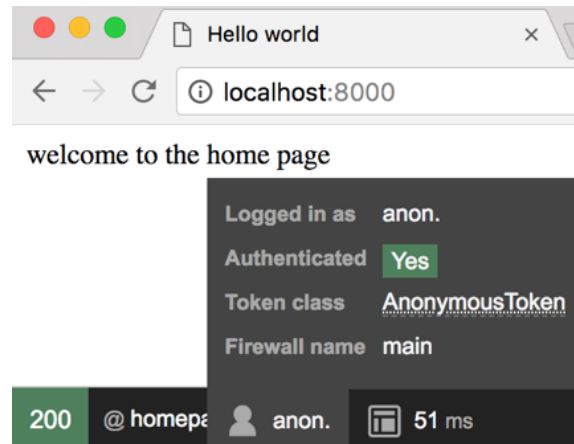 Hello world
localhost:8000
welcome to the home page
Logged in as anon.
Authenticated Yes
Token class AnonymousToken
Firewall name main
200 @ homepa anon. 51 ms